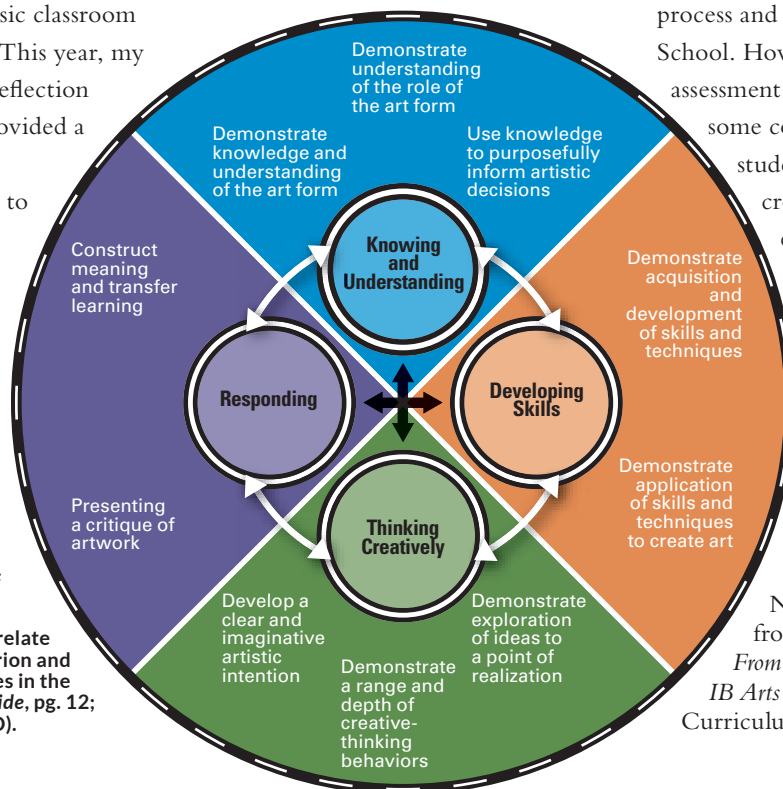 sic classroom
This year, my
eflection
ovided a
to
process and
School. How
assessment
some co
stude
cre
Demonstrate
understanding
of the role of
the art form
Demonstrate
knowledge and
understanding
of the art form
Use knowledge
to purposefully
inform artistic
decisions
Knowing
and
Understanding
Construct
meaning
and transfer
learning
Demonstrate
acquisition
and
development
of skills and
techniques
Responding
Developing
Skills
Presenting
a critique of
artwork
Demonstrate
application
of skills and
techniques
to create art
Thinking
Creatively
Develop a
clear and
imaginative
artistic
intention
Demonstrate
a range and
depth of
creative-
thinking
behaviors
Demonstrate
exploration
of ideas to
a point of
realization
relate
rion and
es in the
ide, pg. 12;
O).
N
fro
From
IB Arts
Curriculu